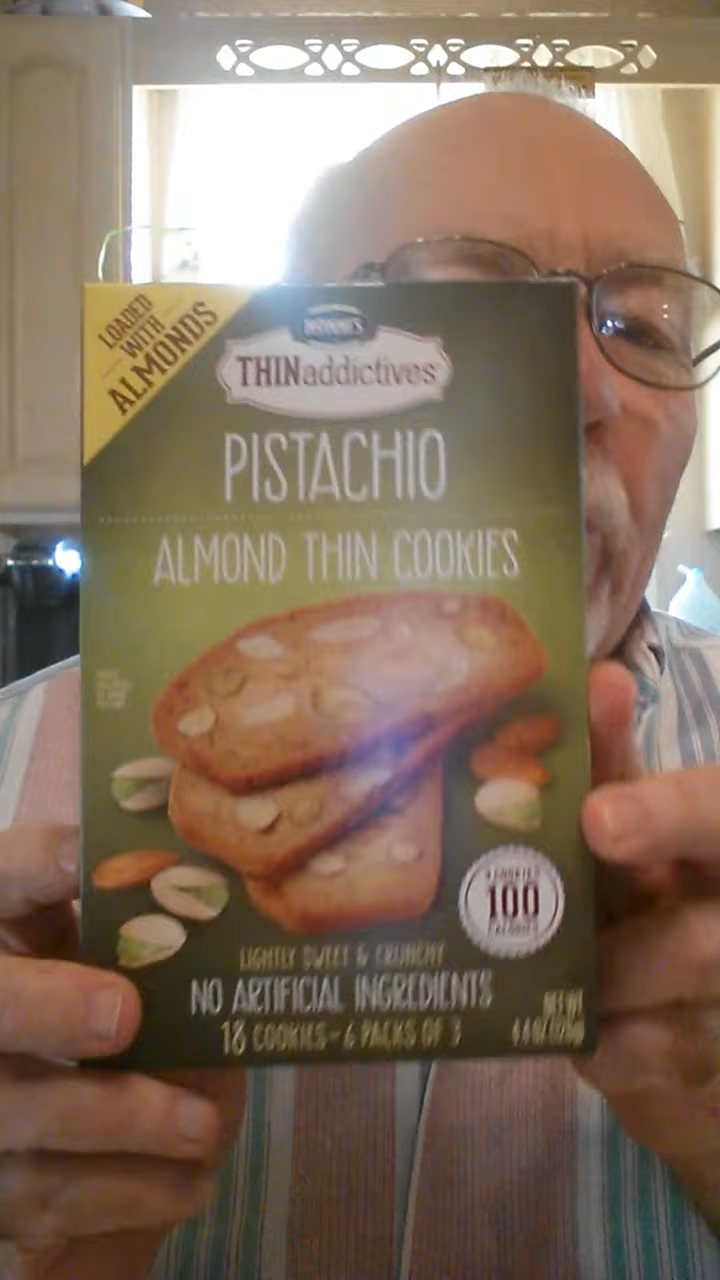 LOADED
WITH
ALMONDS
NONNI'S
THINaddictives
PISTACHIO
ALMOND THIN COOKIES
100
CALORIES
LIGHTLY SWEET & CRUNCHY
NO ARTIFICIAL INGREDIENTS
18 COOKIES - 6 PACKS OF 3
NET WT